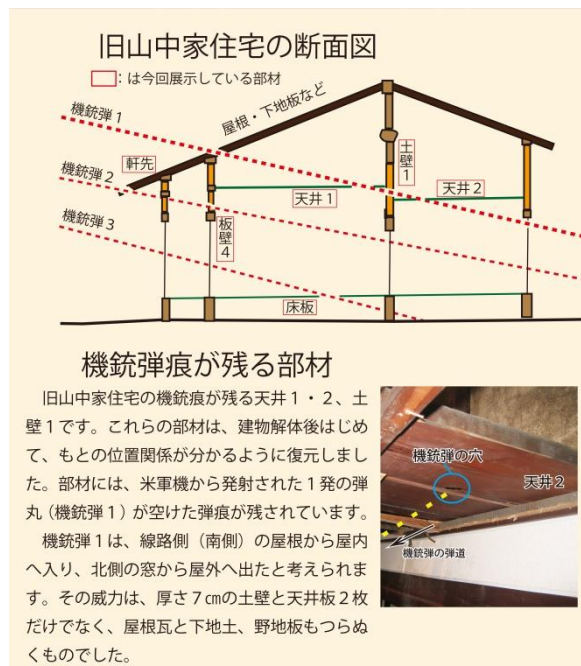 旧山中家住宅の断面図
：は今回展示している部材
機銃弾1
屋根・下地板など
軒先
土壁1
機銃弾2
天井1
天井2
機銃弾3
板壁4
床板
機銃弾痕が残る部材
旧山中家住宅の機銃痕が残る天井1・2、土
壁1です。これらの部材は、建物解体後はじめ
て、もとの位置関係が分かるように復元しまし
た。部材には、米軍機から発射された1発の弾
丸（機銃弾1）が空けた弾痕が残されています。
機銃弾1は、線路側（南側）の屋根から屋内
へ入り、北側の窓から屋外へ出たと考えられま
す。その威力は、厚さ7㎝の土壁と天井板2枚
だけでなく、屋根瓦と下地土、野地板もつらぬ
くものでした。
機銃弾の穴
天井2
機銃弾の弾道